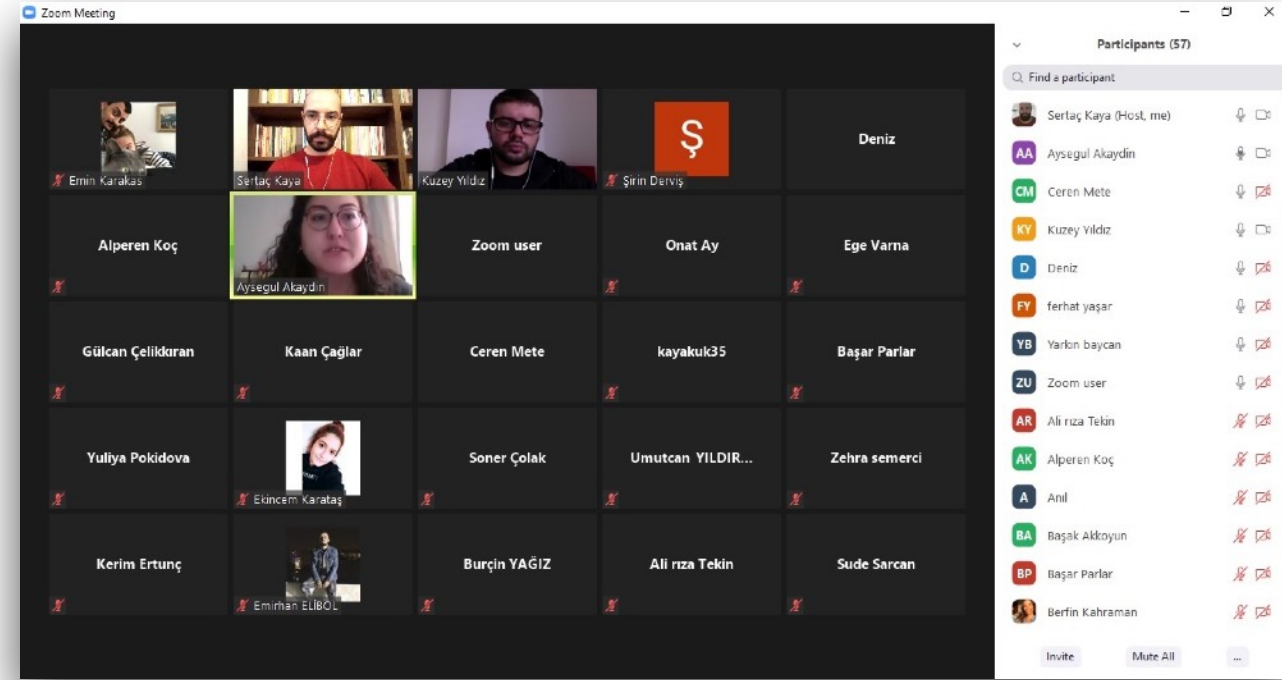 Zoom Meeting
Emin Karakas
Sertaç Kaya
Kuzey Yıldız
Ş
Şirin Derviş
Deniz
Alperen Koç
Aysegul Akaydin
Zoom user
Onat Ay
Ege Varna
Gülcan Çelikkıran
Kaan Çağlar
Ceren Mete
kayakuk35
Başar Parlar
Yuliya Pokidova
Ekincem Karataş
Soner Çolak
Umutcan YILDIR...
Zehra semerci
Kerim Ertunç
Emirhan ELİBOL
Burçin YAĞIZ
Ali rıza Tekin
Sude Sarcan
Participants (57)
Find a participant
Sertaç Kaya (Host, me)
AA Aysegul Akaydin
CM Ceren Mete
KY Kuzey Yıldız
D Deniz
FY ferhat yaşar
YB Yarkın baycan
ZU Zoom user
AR Ali rıza Tekin
AK Alperen Koç
A Anıl
BA Başak Akkoyun
BP Başar Parlar
Berfin Kahraman
Invite Mute All ...